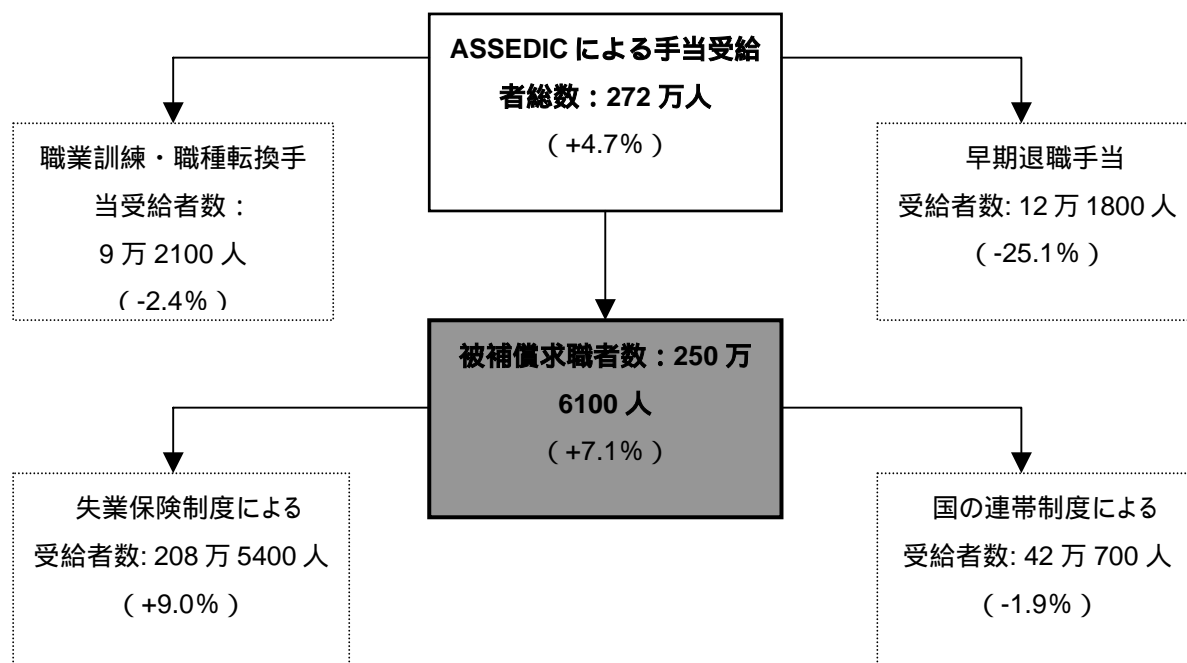 ASSEDIC による手当受給
者総数：272 万人
（+4.7%）
職業訓練・職種転換手
当受給者数：
9 万 2100 人
（ -2.4%）
早期退職手当
受給者数: 12 万 1800 人
（-25.1%）
被補償求職者数：250 万
6100 人
（+7.1%）
失業保険制度による
受給者数: 208 万 5400 人
（+9.0%）
国の連帯制度による
受給者数: 42 万 700 人
（-1.9%）